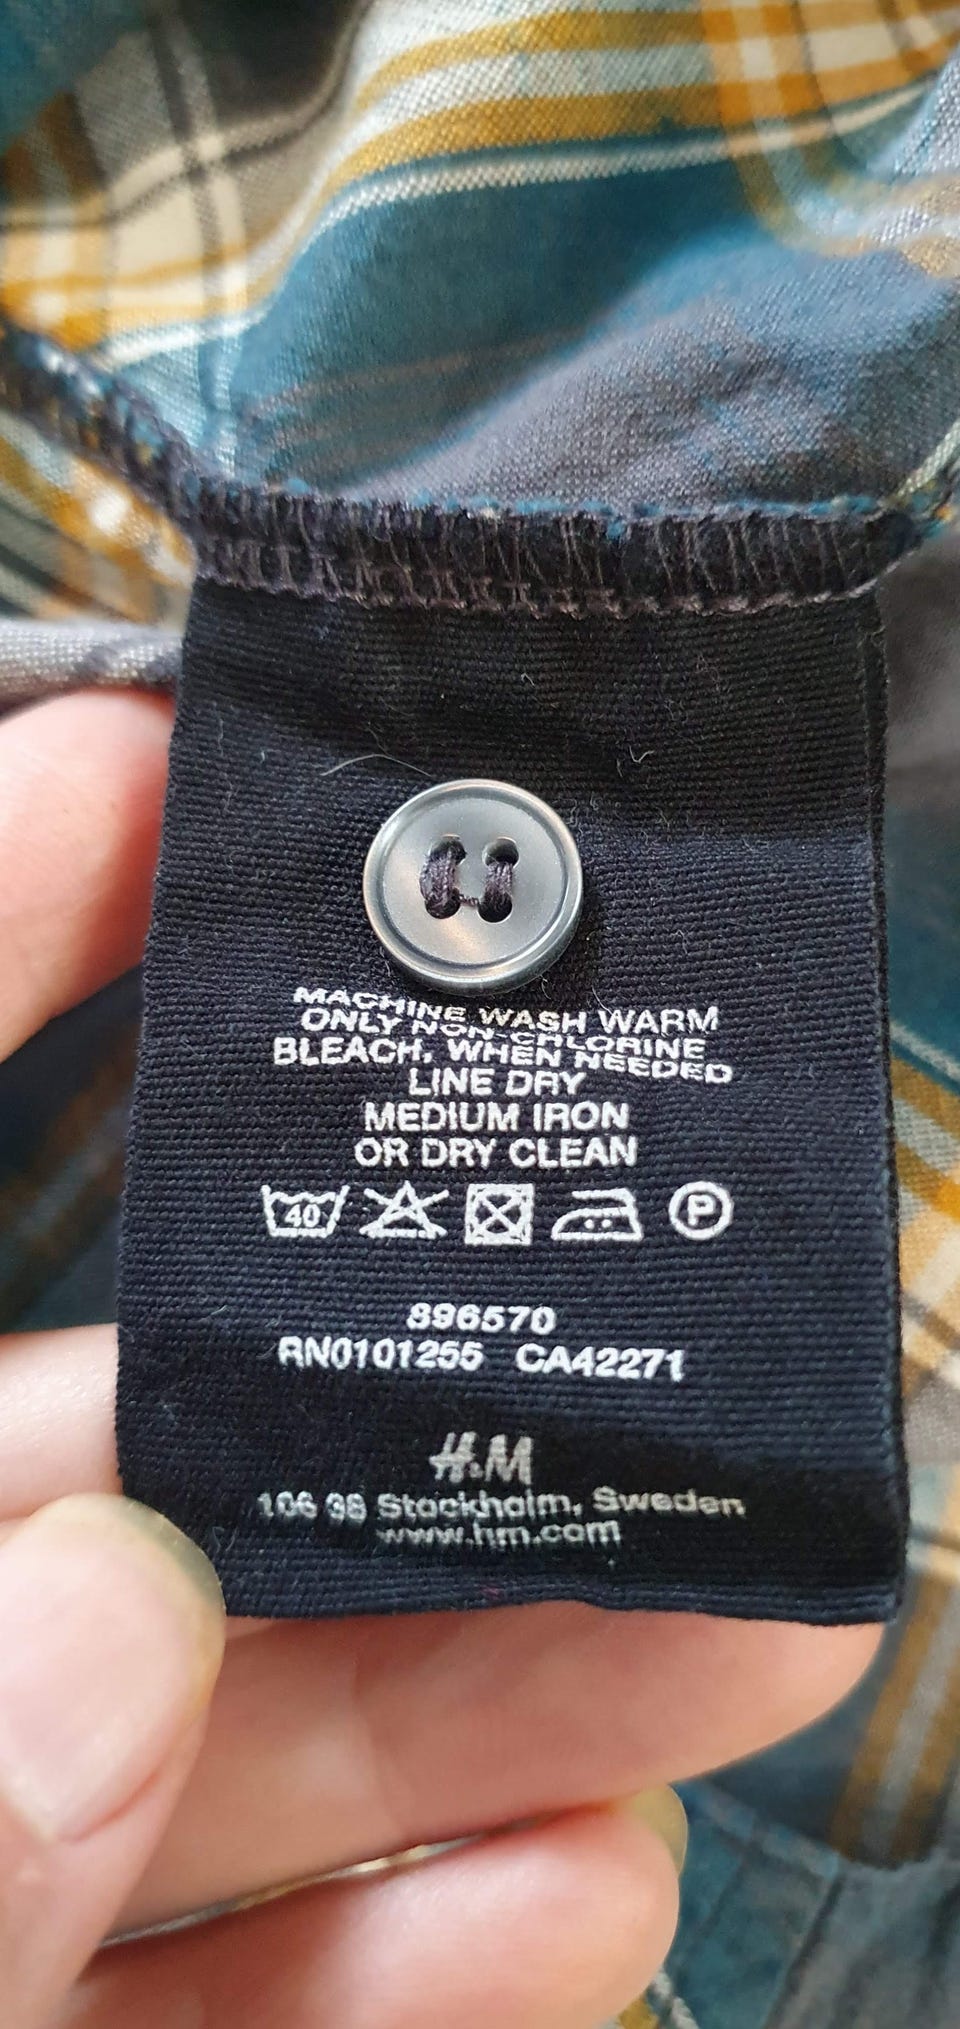 MACHINE WASH WARM
ONLY NON-CHLORINE
BLEACH, WHEN NEEDED
LINE DRY
MEDIUM IRON
OR DRY CLEAN
40 P
896570
RN0101255 CA42271
H&M
106 38 Stockholm, Sweden
www.hm.com